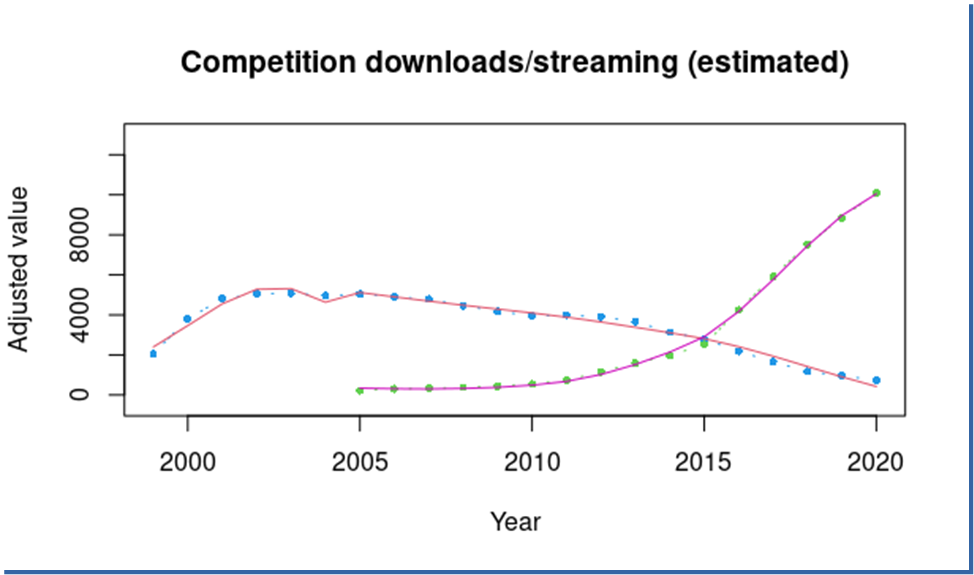 Competition downloads/streaming (estimated)
Adjusted value
8000
4000
0
2000 2005 2010 2015 2020
Year